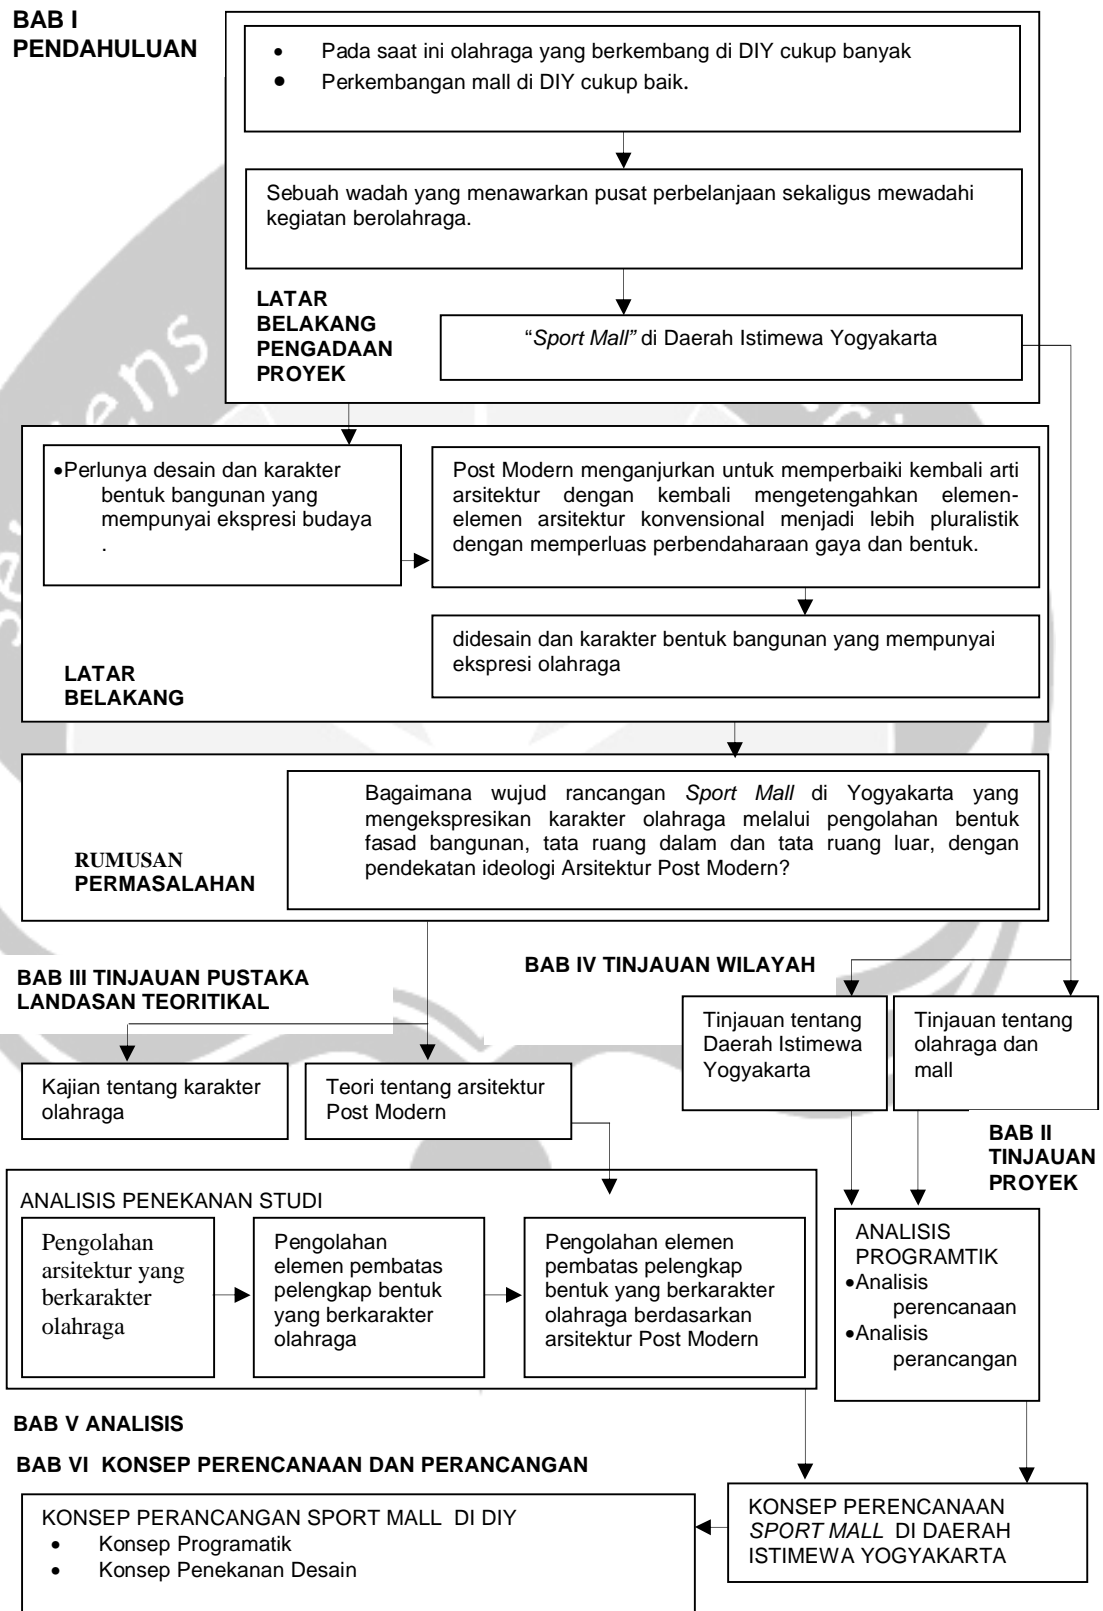 BAB I
PENDAHULUAN
• Pada saat ini olahraga yang berkembang di DIY cukup banyak
• Perkembangan mall di DIY cukup baik.
Sebuah wadah yang menawarkan pusat perbelanjaan sekaligus mewadahi
kegiatan berolahraga.
LATAR
BELAKANG
PENGADAAN
PROYEK
“Sport Mall” di Daerah Istimewa Yogyakarta
•Perlunya desain dan karakter
bentuk bangunan yang
mempunyai ekspresi budaya
.
Post Modern menganjurkan untuk memperbaiki kembali arti
arsitektur dengan kembali mengetengahkan elemen-
elemen arsitektur konvensional menjadi lebih pluralistik
dengan memperluas perbendaharaan gaya dan bentuk.
didesain dan karakter bentuk bangunan yang mempunyai
ekspresi olahraga
LATAR
BELAKANG
Bagaimana wujud rancangan Sport Mall di Yogyakarta yang
mengekspresikan karakter olahraga melalui pengolahan bentuk
fasad bangunan, tata ruang dalam dan tata ruang luar, dengan
pendekatan ideologi Arsitektur Post Modern?
RUMUSAN
PERMASALAHAN
BAB III TINJAUAN PUSTAKA
LANDASAN TEORITIKAL
BAB IV TINJAUAN WILAYAH
Tinjauan tentang
Daerah Istimewa
Yogyakarta
Tinjauan tentang
olahraga dan
mall
Kajian tentang karakter
olahraga
Teori tentang arsitektur
Post Modern
BAB II
TINJAUAN
PROYEK
ANALISIS PENEKANAN STUDI
Pengolahan
arsitektur yang
berkarakter
olahraga
Pengolahan
elemen pembatas
pelengkap bentuk
yang berkarakter
olahraga
Pengolahan elemen
pembatas pelengkap
bentuk yang berkarakter
olahraga berdasarkan
arsitektur Post Modern
ANALISIS
PROGRAMTIK
•Analisis
perencanaan
•Analisis
perancangan
BAB V ANALISIS
BAB VI KONSEP PERENCANAAN DAN PERANCANGAN
KONSEP PERANCANGAN SPORT MALL DI DIY
• Konsep Programatik
• Konsep Penekanan Desain
KONSEP PERENCANAAN
SPORT MALL DI DAERAH
ISTIMEWA YOGYAKARTA